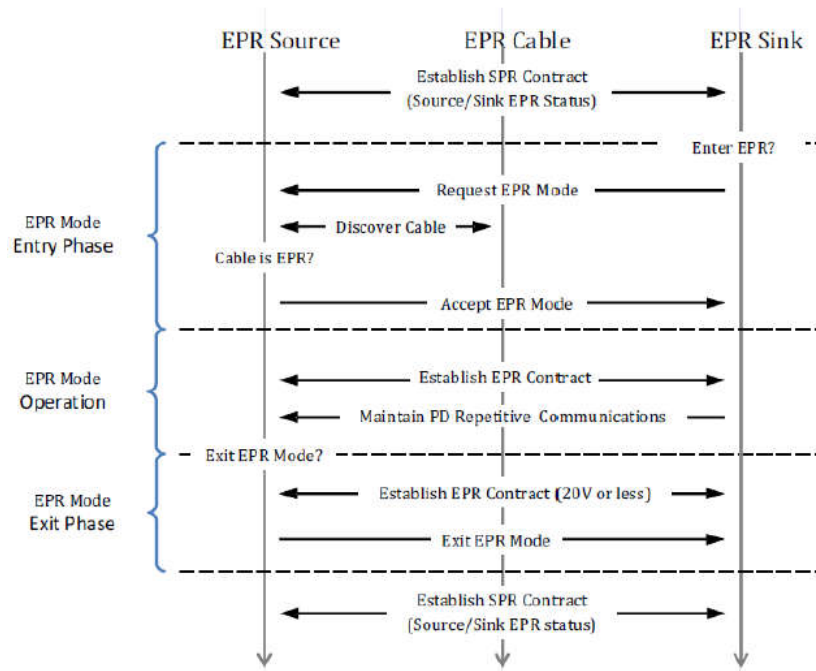 EPR Source EPR Cable EPR Sink
Establish SPR Contract
(Source/Sink EPR Status)
Enter EPR?
Request EPR Mode
EPR Mode
Entry Phase
Discover Cable
Cable is EPR?
Accept EPR Mode
EPR Mode
Operation
Establish EPR Contract
Maintain PD Repetitive Communications
Exit EPR Mode?
EPR Mode
Exit Phase
Establish EPR Contract (20V or less)
Exit EPR Mode
Establish SPR Contract
(Source/Sink EPR status)